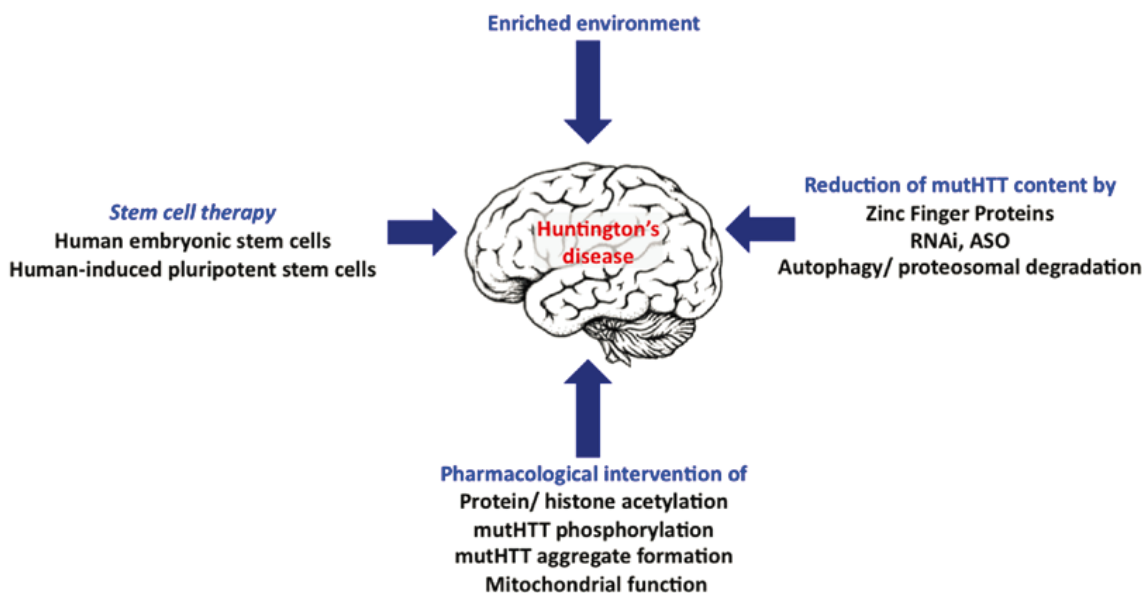 Enriched environment
Stem cell therapy
Human embryonic stem cells
Human-induced pluripotent stem cells
Huntington's
disease
Reduction of mutHTT content by
Zinc Finger Proteins
RNAi, ASO
Autophagy/ proteosomal degradation
Pharmacological intervention of
Protein/ histone acetylation
mutHTT phosphorylation
mutHTT aggregate formation
Mitochondrial function